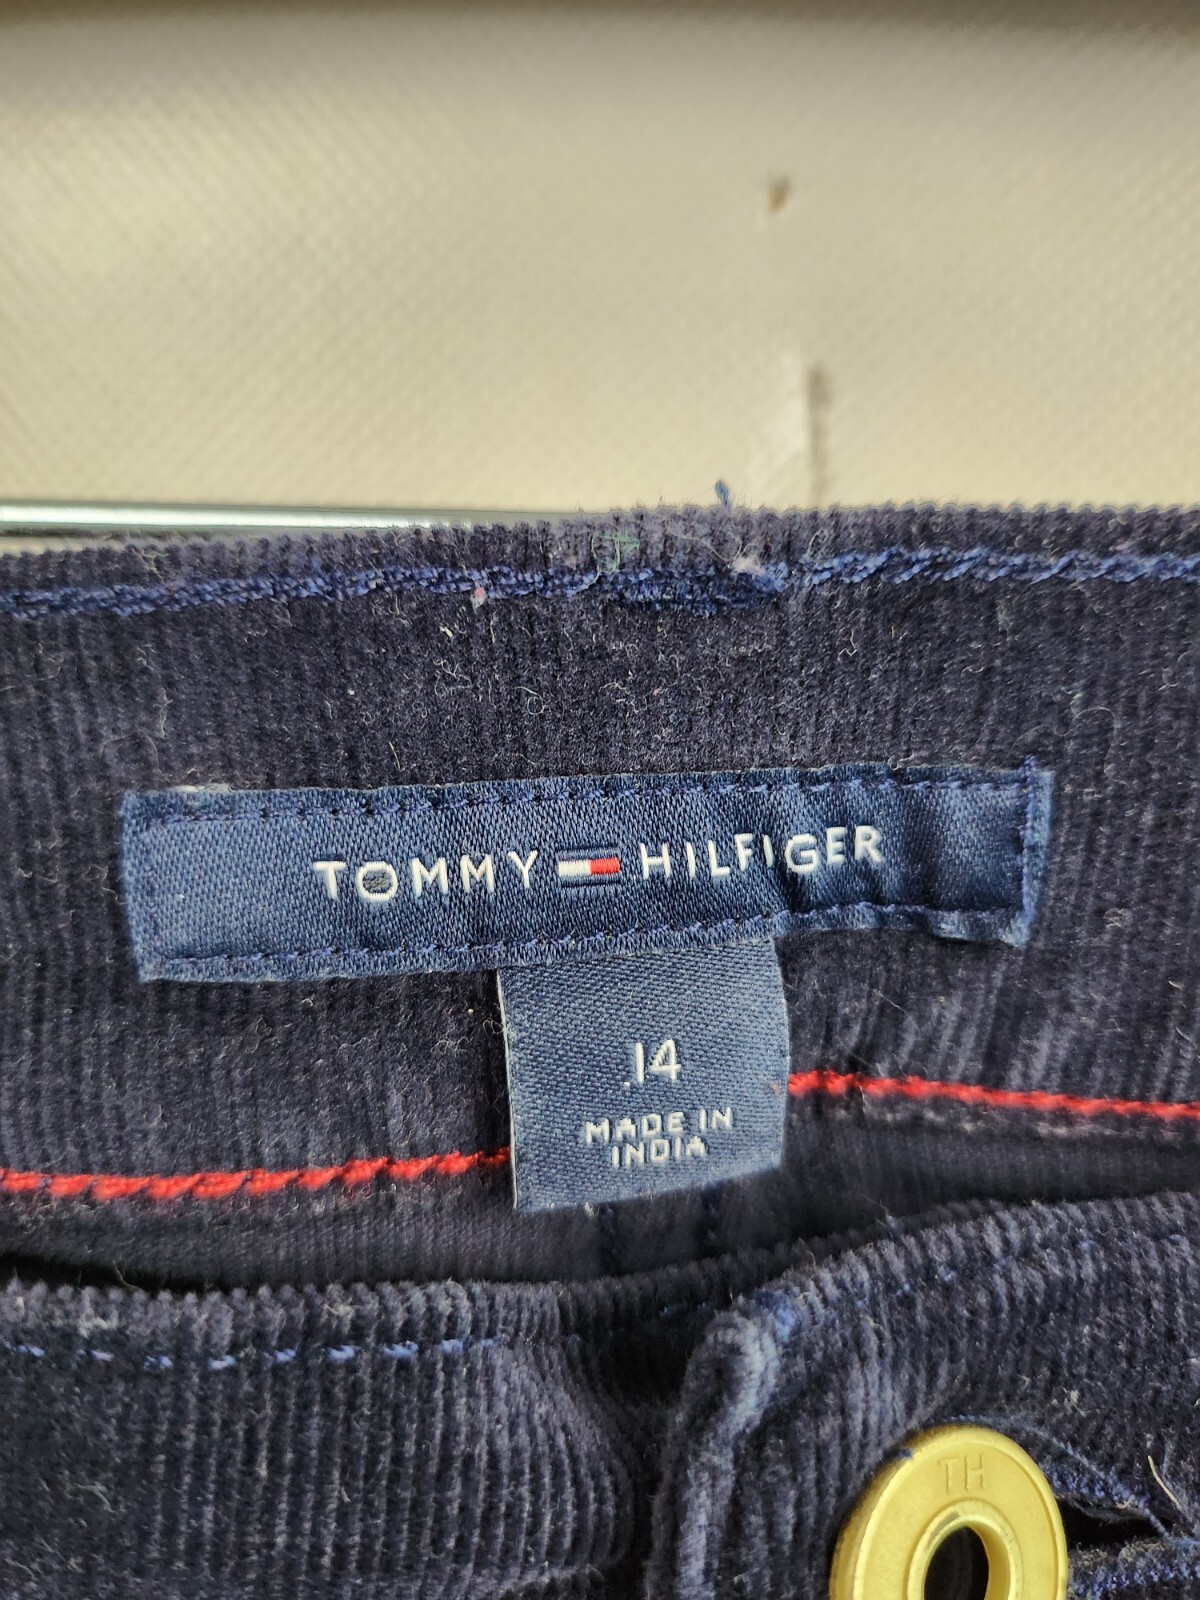 TOMMY HILFIGER
14
MADE IN
INDIA
TH